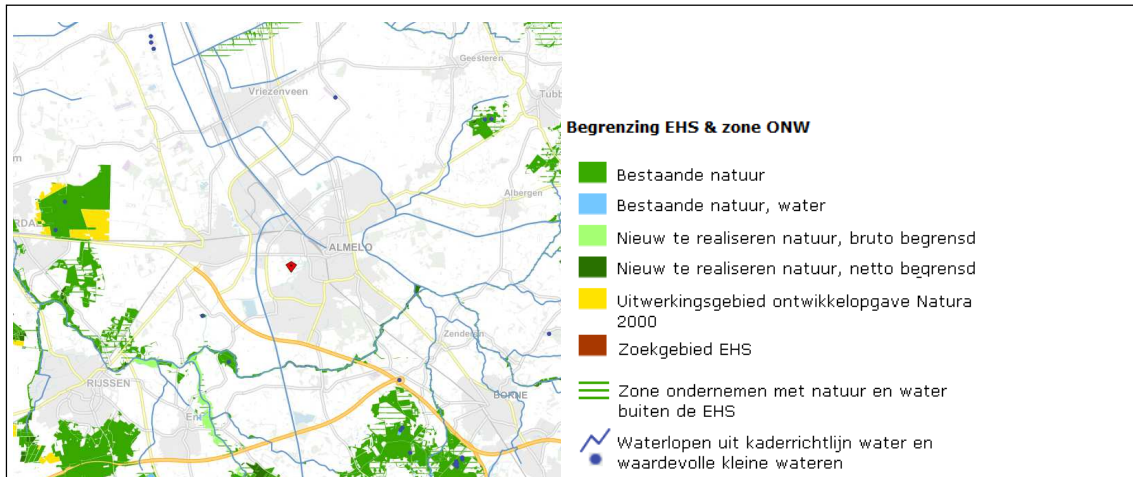 Geesteren
Vriezenveen
Tubb
Begrenzing EHS & zone ONW
Bestaande natuur
Albergen
Bestaande natuur, water
RDAL
Nieuw te realiseren natuur, bruto begrensd
ALMELO
Nieuw te realiseren natuur, netto begrensd
Uitwerkingsgebied ontwikkelopgave Natura
2000
Zenderen
Zoekgebied EHS
RIJSSEN
Zone ondernemen met natuur en water
buiten de EHS
BORNE
Waterlopen uit kaderrichtlijn water en
waardevolle kleine wateren